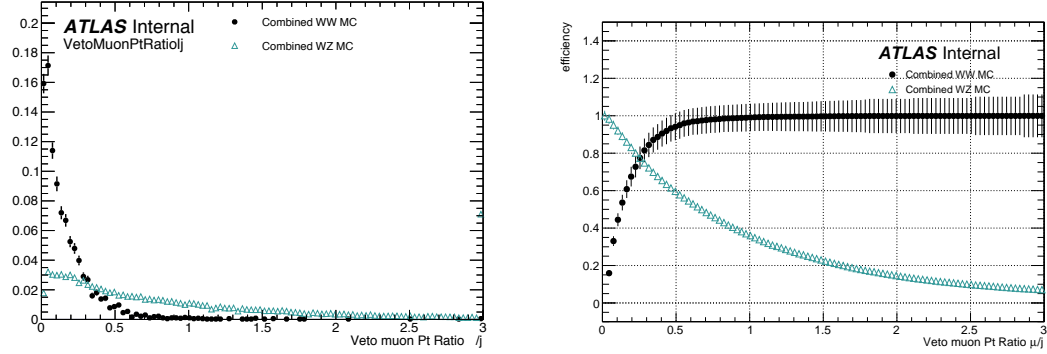 ATLAS Internal
VetoMuonPtRatiolj
Combined WW MC
Combined WZ MC
0.2
0.18
0.16
0.14
0.12
0.1
0.08
0.06
0.04
0.02
0
0 0.5 1 1.5 2 2.5 3
Veto muon Pt Ratio /j
efficiency
ATLAS Internal
Combined WW MC
Combined WZ MC
1.4
1.2
1
0.8
0.6
0.4
0.2
0
0 0.5 1.0 1.5 2.0 2.5 3
Veto muon Pt Ratio μ/j